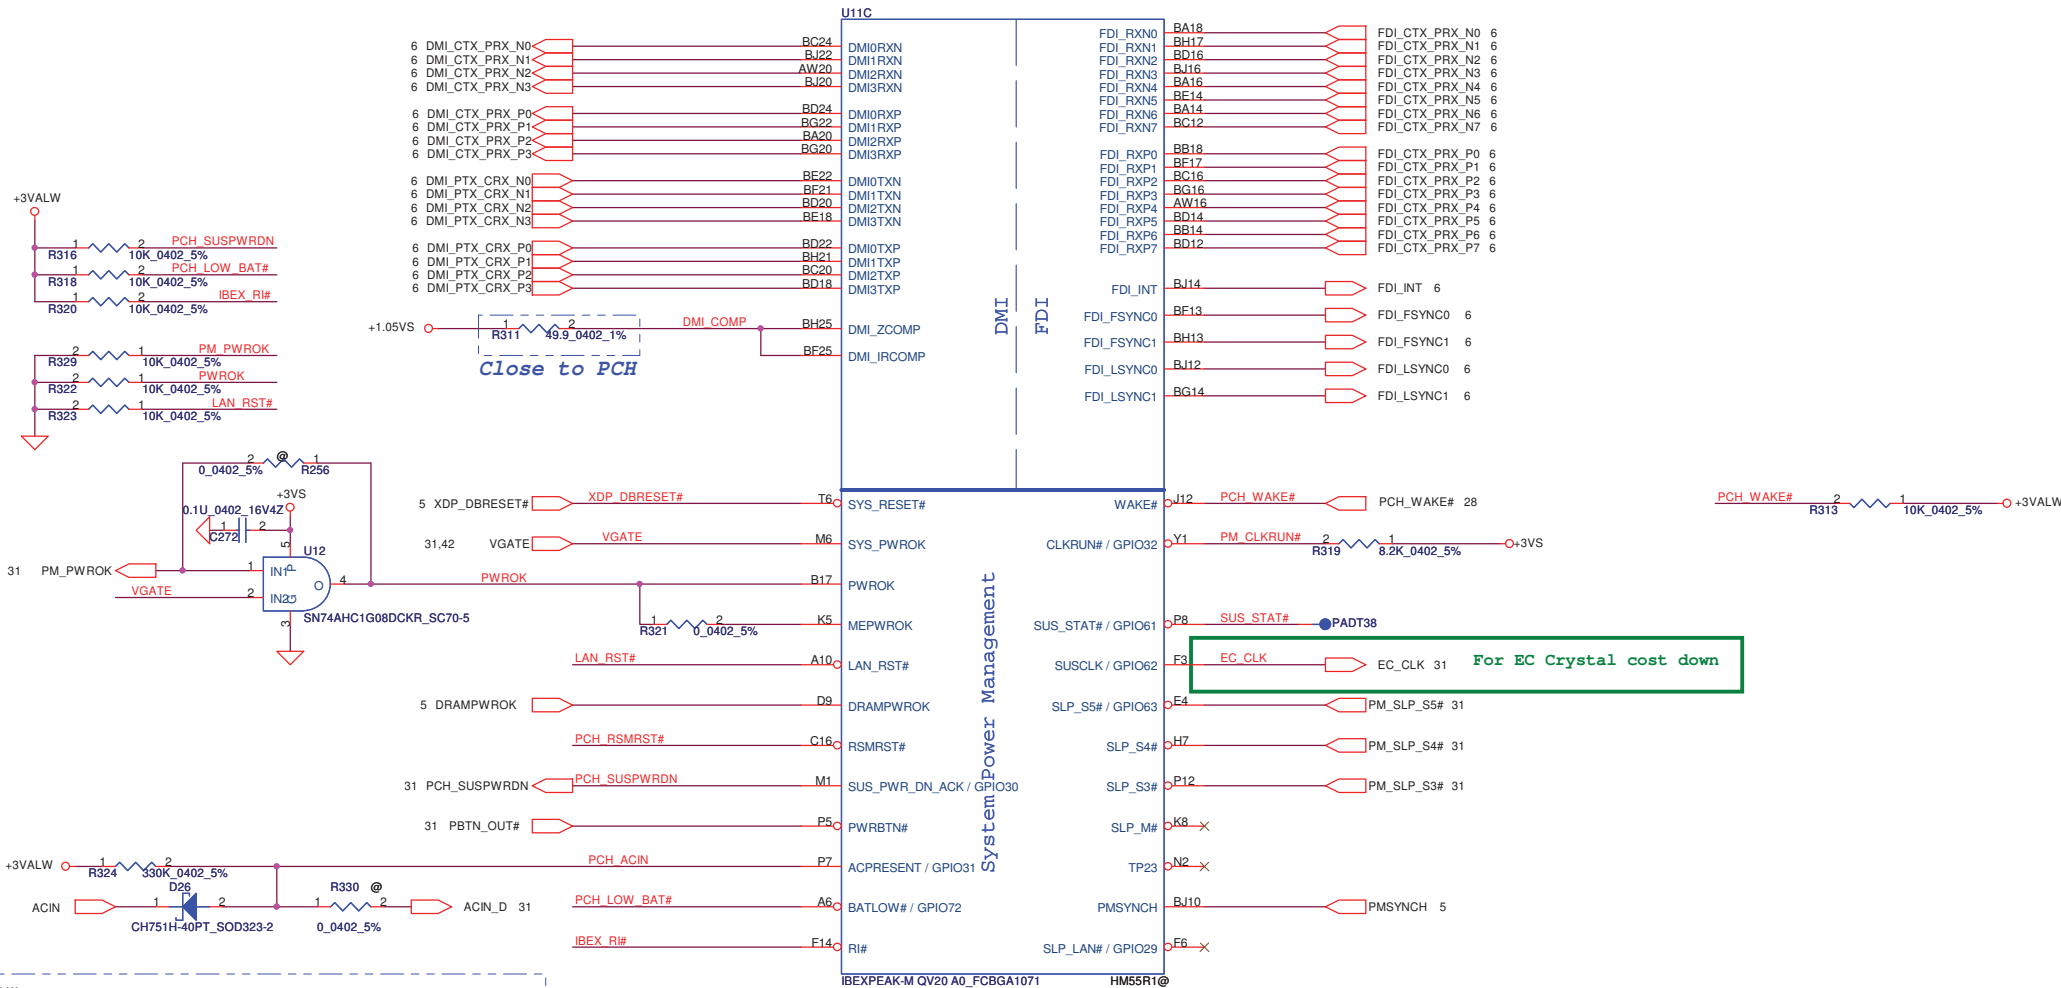 U11C
6 DMI_CTX_PRX_N0 BC24 DMI0RXN
6 DMI_CTX_PRX_N1 BJ22 DMI1RXN
6 DMI_CTX_PRX_N2 AW20 DMI2RXN
6 DMI_CTX_PRX_N3 BJ20 DMI3RXN
6 DMI_CTX_PRX_P0 BD24 DMI0RXP
6 DMI_CTX_PRX_P1 BG22 DMI1RXP
6 DMI_CTX_PRX_P2 BA20 DMI2RXP
6 DMI_CTX_PRX_P3 BG20 DMI3RXP
6 DMI_PTX_CRX_N0 BE22 DMI0TXN
6 DMI_PTX_CRX_N1 BF21 DMI1TXN
6 DMI_PTX_CRX_N2 BD20 DMI2TXN
6 DMI_PTX_CRX_N3 BE18 DMI3TXN
6 DMI_PTX_CRX_P0 BD22 DMI0TXP
6 DMI_PTX_CRX_P1 BH21 DMI1TXP
6 DMI_PTX_CRX_P2 BC20 DMI2TXP
6 DMI_PTX_CRX_P3 BD18 DMI3TXP
+1.05VS 1 R311 2 49.9_0402_1% DMI_COMP BH25 DMI_ZCOMP
BF25 DMI_IRCOMP
Close to PCH
DMI
FDI
FDI_RXN0 BA18 FDI_CTX_PRX_N0 6
FDI_RXN1 BH17 FDI_CTX_PRX_N1 6
FDI_RXN2 BD16 FDI_CTX_PRX_N2 6
FDI_RXN3 BJ16 FDI_CTX_PRX_N3 6
FDI_RXN4 BA16 FDI_CTX_PRX_N4 6
FDI_RXN5 BE14 FDI_CTX_PRX_N5 6
FDI_RXN6 BA14 FDI_CTX_PRX_N6 6
FDI_RXN7 BC12 FDI_CTX_PRX_N7 6
FDI_RXP0 BB18 FDI_CTX_PRX_P0 6
FDI_RXP1 BF17 FDI_CTX_PRX_P1 6
FDI_RXP2 BC16 FDI_CTX_PRX_P2 6
FDI_RXP3 BG16 FDI_CTX_PRX_P3 6
FDI_RXP4 AW16 FDI_CTX_PRX_P4 6
FDI_RXP5 BD14 FDI_CTX_PRX_P5 6
FDI_RXP6 BB14 FDI_CTX_PRX_P6 6
FDI_RXP7 BD12 FDI_CTX_PRX_P7 6
FDI_INT BJ14 FDI_INT 6
FDI_FSYNC0 BF13 FDI_FSYNC0 6
FDI_FSYNC1 BH13 FDI_FSYNC1 6
FDI_LSYNC0 BJ12 FDI_LSYNC0 6
FDI_LSYNC1 BG14 FDI_LSYNC1 6
+3VALW
1 R316 2 10K_0402_5% PCH_SUSPWRDN
1 R318 2 10K_0402_5% PCH_LOW_BAT#
1 R320 2 10K_0402_5% IBEX_RI#
2 R329 1 10K_0402_5% PM_PWROK
2 R322 1 10K_0402_5% PWROK
2 R323 1 10K_0402_5% LAN_RST#
2 @ 1
0_0402_5% R256
+3VS
0.1U_0402_16V4Z
1 2
C272
5 U12
31 PM_PWROK 1 IN1 P
VGATE 2 IN2 G
O 4 PWROK
3
SN74AHC1G08DCKR_SC70-5
5 XDP_DBRESET# XDP_DBRESET# T6 SYS_RESET#
31,42 VGATE VGATE M6 SYS_PWROK
B17 PWROK
1 R321 2 0_0402_5% K5 MEPWROK
LAN_RST# A10 LAN_RST#
5 DRAMPWROK D9 DRAMPWROK
PCH_RSMRST# C16 RSMRST#
31 PCH_SUSPWRDN PCH_SUSPWRDN M1 SUS_PWR_DN_ACK / GPIO30
31 PBTN_OUT# P5 PWRBTN#
+3VALW 1 R324 2 330K_0402_5% PCH_ACIN P7 ACPRESENT / GPIO31
ACIN 1 D26 2 CH751H-40PT_SOD323-2
R330 @ 1 2 0_0402_5% ACIN_D 31
PCH_LOW_BAT# A6 BATLOW# / GPIO72
IBEX_RI# F14 RI#
System Power Management
WAKE# J12 PCH_WAKE# PCH_WAKE# 28
PCH_WAKE# 2 R313 1 10K_0402_5% +3VALW
CLKRUN# / GPIO32 Y1 PM_CLKRUN# 2 R319 1 8.2K_0402_5% +3VS
SUS_STAT# / GPIO61 P8 SUS_STAT# PADT38
SUSCLK / GPIO62 F3 EC_CLK EC_CLK 31 For EC Crystal cost down
SLP_S5# / GPIO63 E4 PM_SLP_S5# 31
SLP_S4# H7 PM_SLP_S4# 31
SLP_S3# P12 PM_SLP_S3# 31
SLP_M# K8
TP23 N2
PMSYNCH BJ10 PMSYNCH 5
SLP_LAN# / GPIO29 F6
IBEXPEAK-M QV20 A0_FCBGA1071 HM55R1@